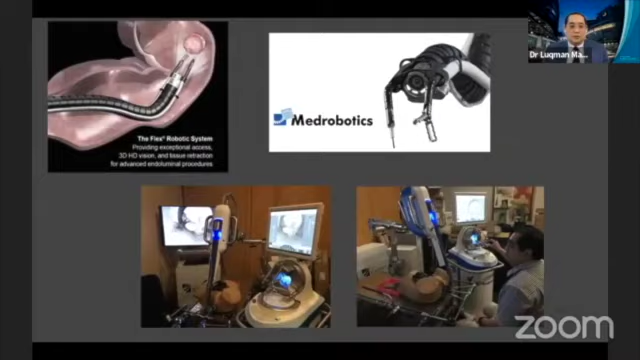 Dr Luqman Ma...
The Flex® Robotic System
Providing exceptional access,
3D HD vision, and tissue retraction
for advanced endoluminal procedures
Medrobotics
zoom